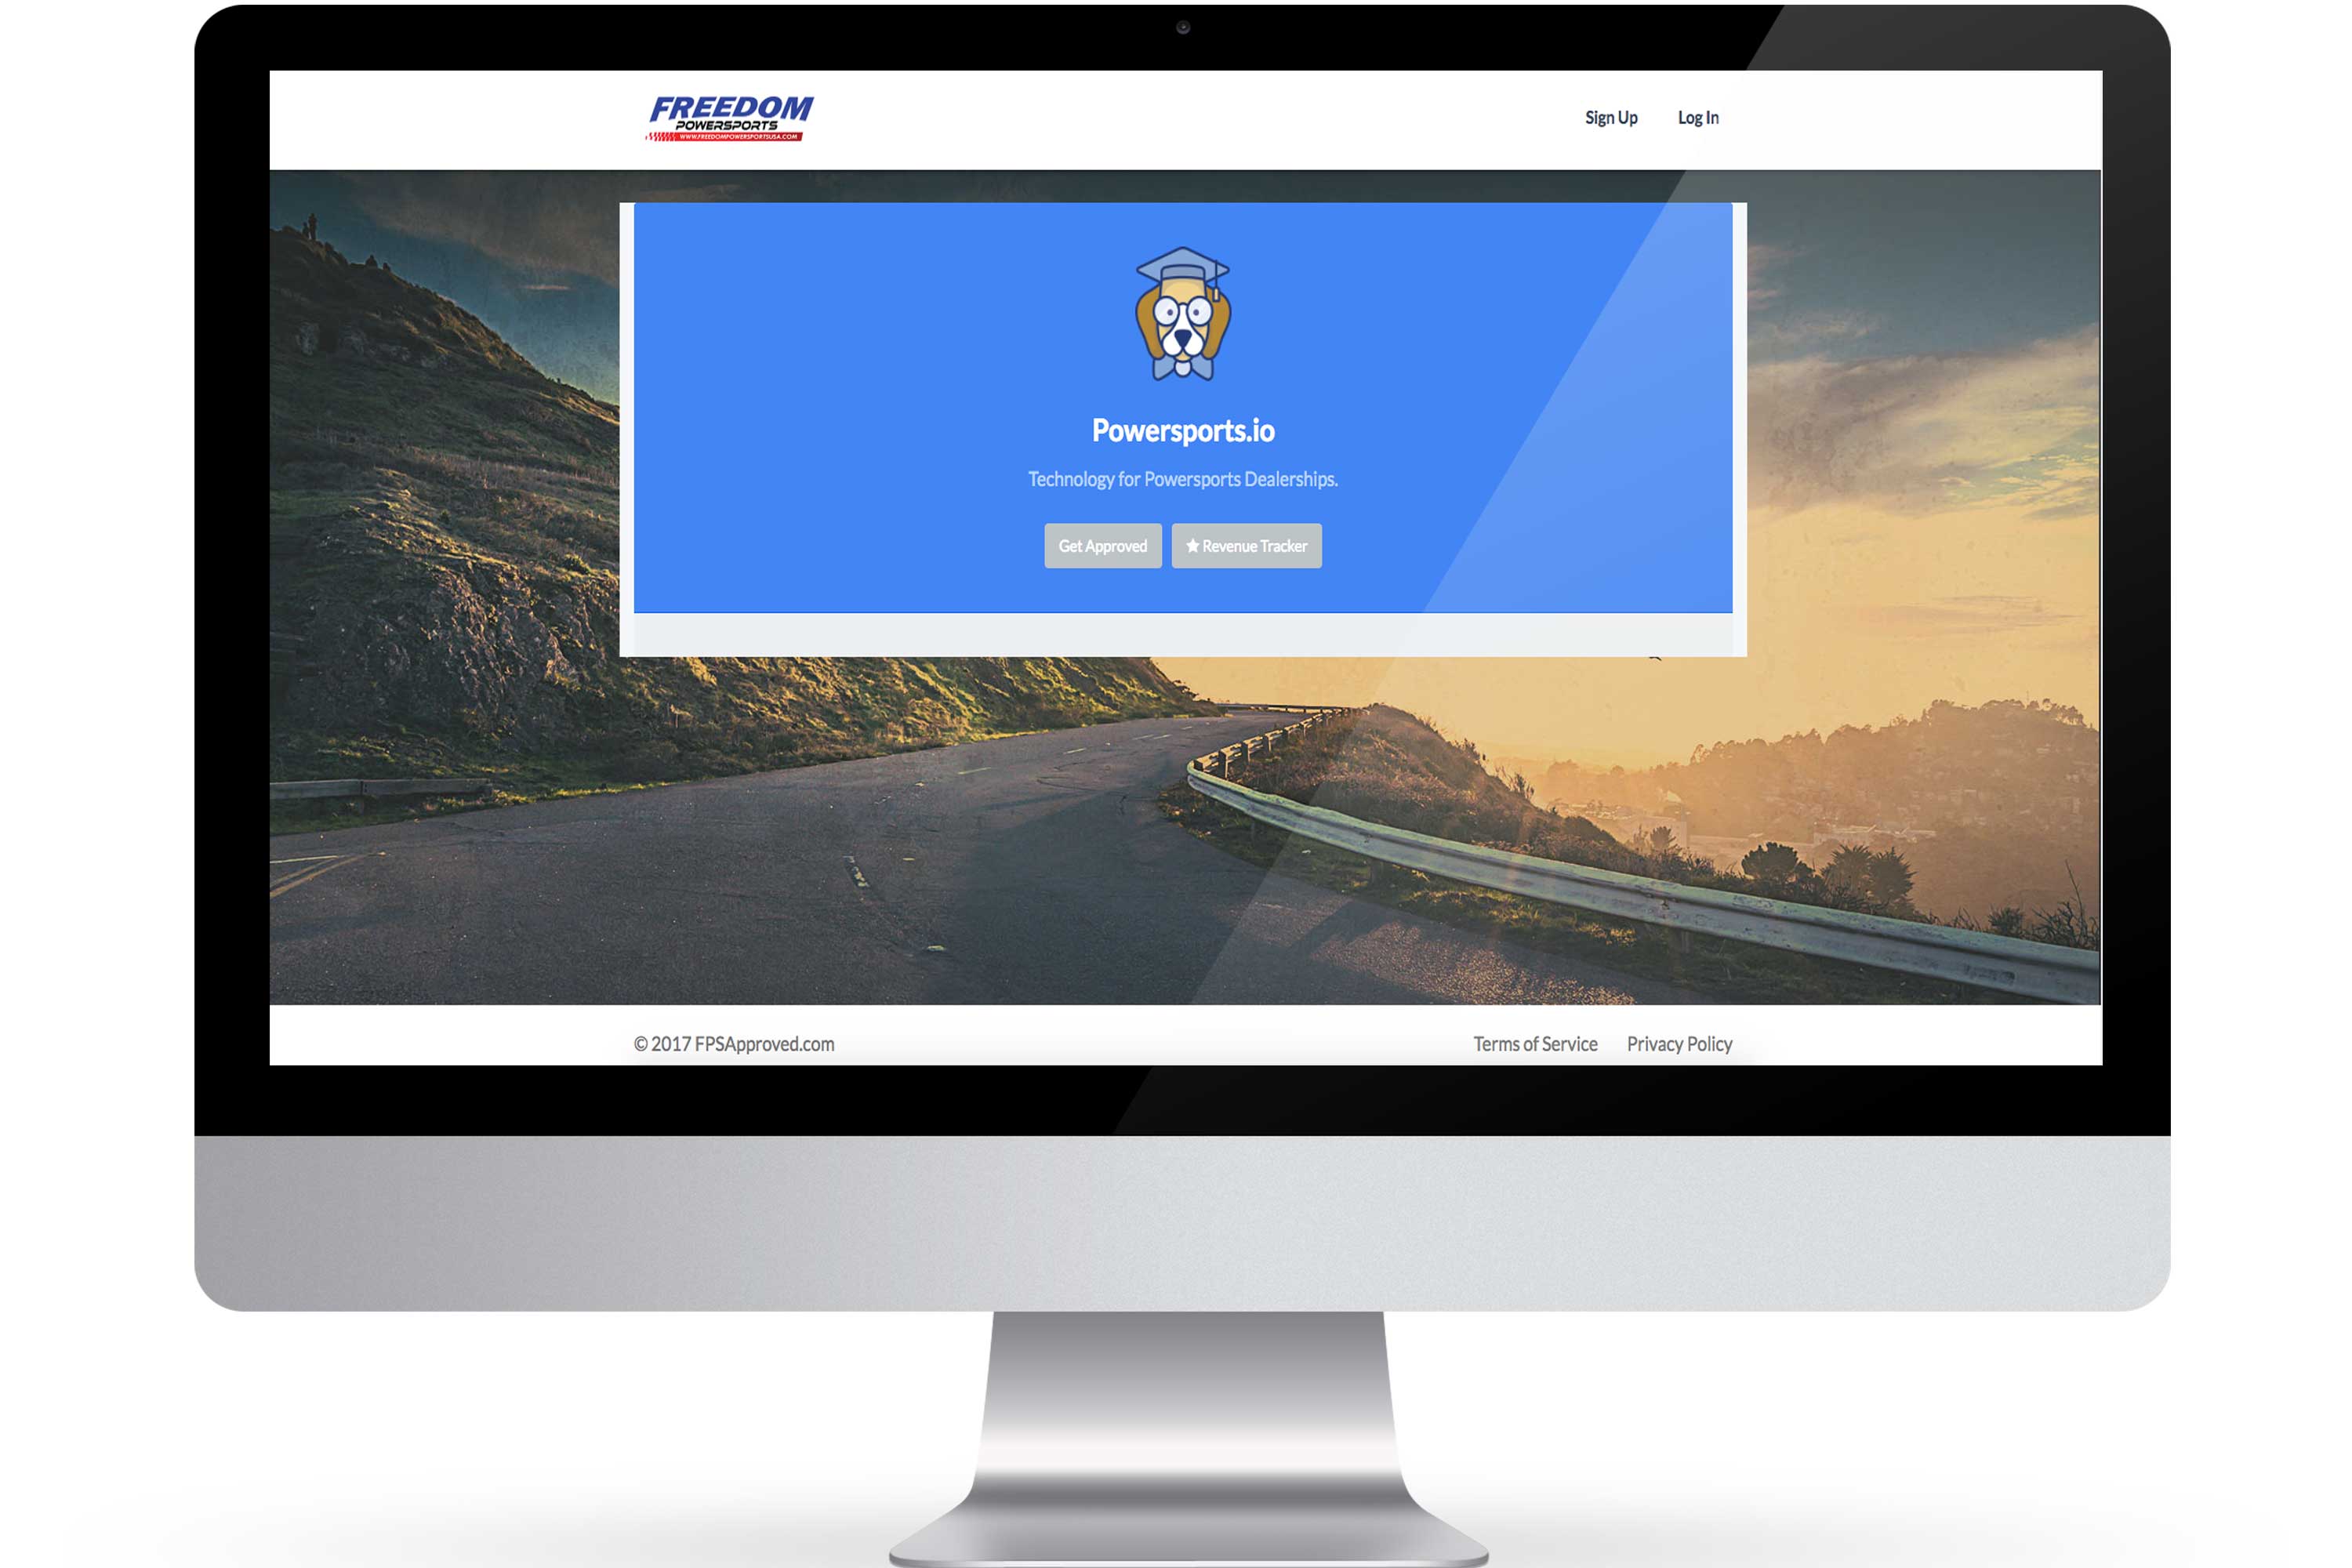 FREEDOM
POWERSPORTS
WWW.FREEDOMPOWERSPORTSUSA.COM
Sign Up Log In
Powersports.io
Technology for Powersports Dealerships.
Get Approved ★ Revenue Tracker
© 2017 FPSApproved.com Terms of Service Privacy Policy